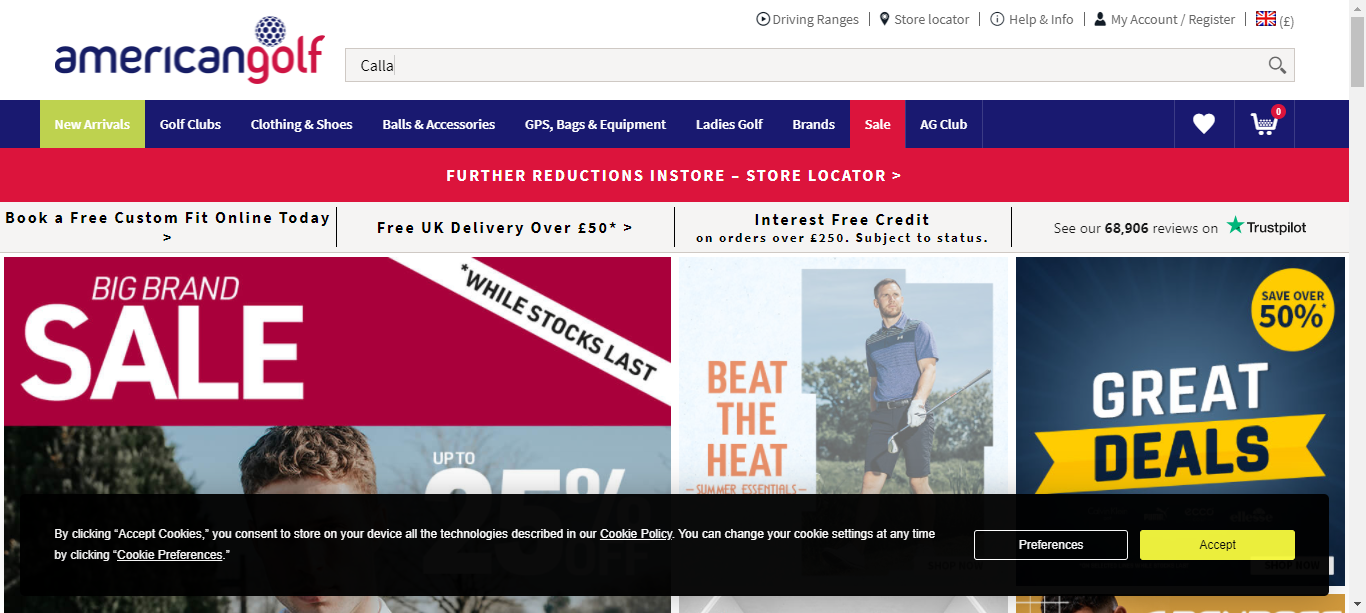 Driving Ranges
Store locator
Help & Info
My Account / Register
(£)
americangolf
Calla
New Arrivals
Golf Clubs
Clothing & Shoes
Balls & Accessories
GPS, Bags & Equipment
Ladies Golf
Brands
Sale
AG Club
0
FURTHER REDUCTIONS INSTORE – STORE LOCATOR >
Book a Free Custom Fit Online Today
>
Free UK Delivery Over £50* >
Interest Free Credit
on orders over £250. Subject to status.
See our 68,906 reviews on Trustpilot
BIG BRAND
SALE
*WHILE STOCKS LAST
UP TO
BEAT
THE
HEAT
SUMMER ESSENTIALS
SAVE OVER
50%*
GREAT
DEALS
By clicking “Accept Cookies,” you consent to store on your device all the technologies described in our Cookie Policy. You can change your cookie settings at any time
by clicking “Cookie Preferences.”
Preferences
Accept
SHOP NOW
SHOP NOW